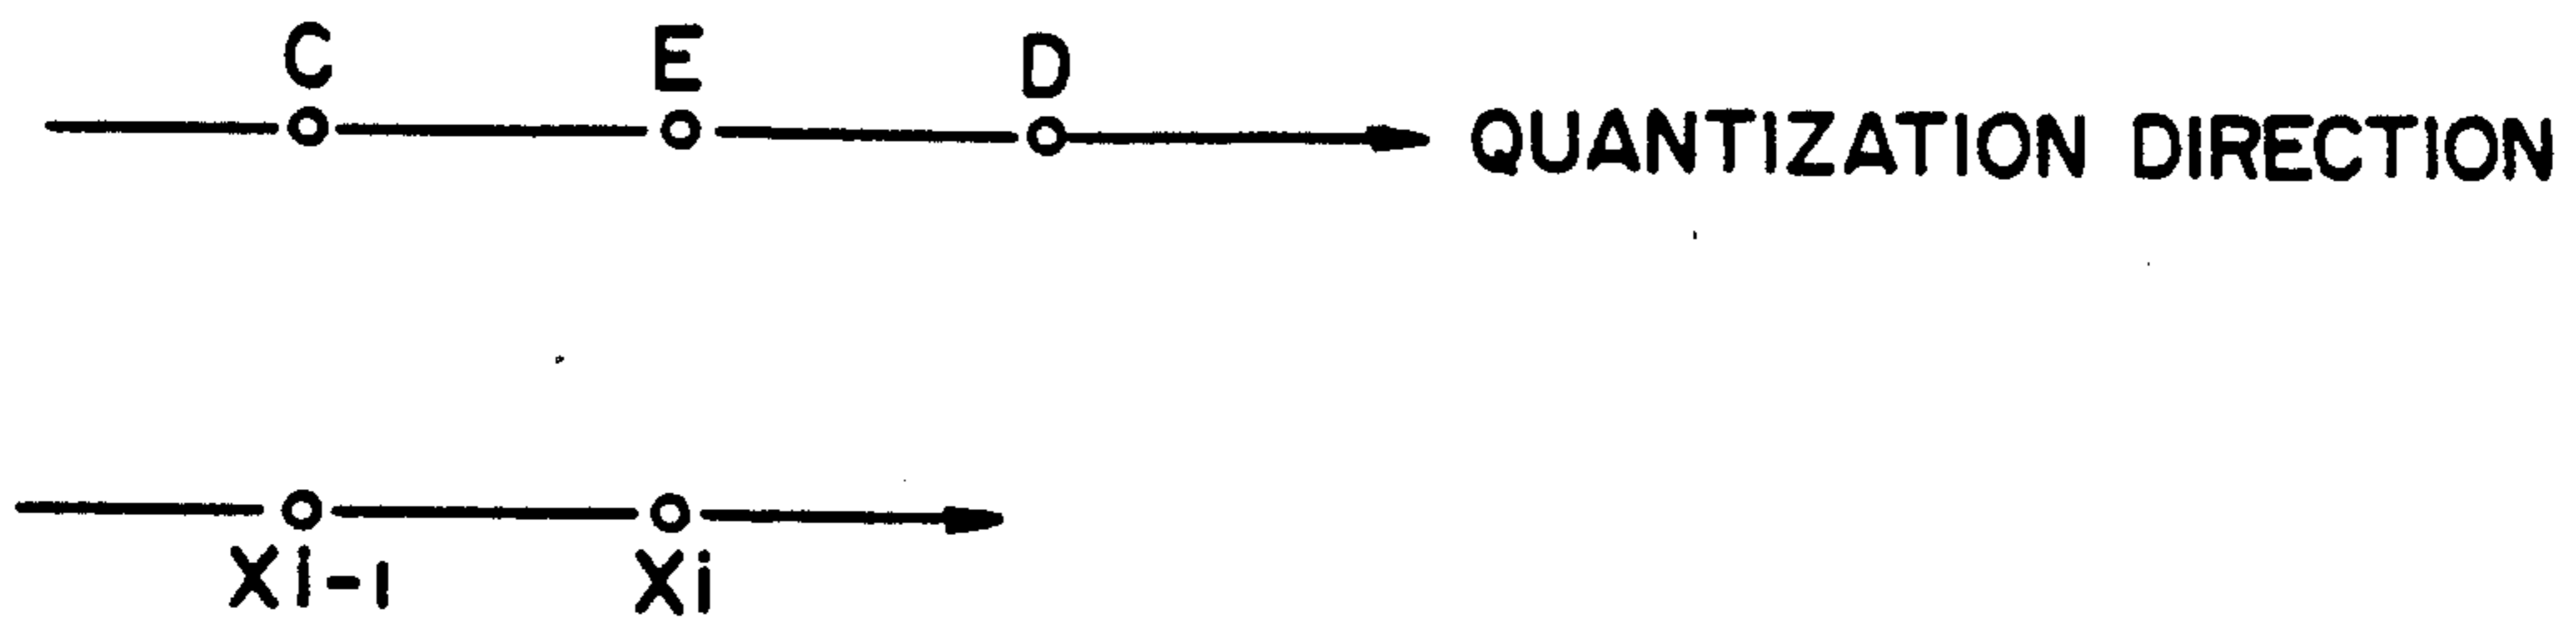 C E D
QUANTIZATION DIRECTION
Xi-1 Xi